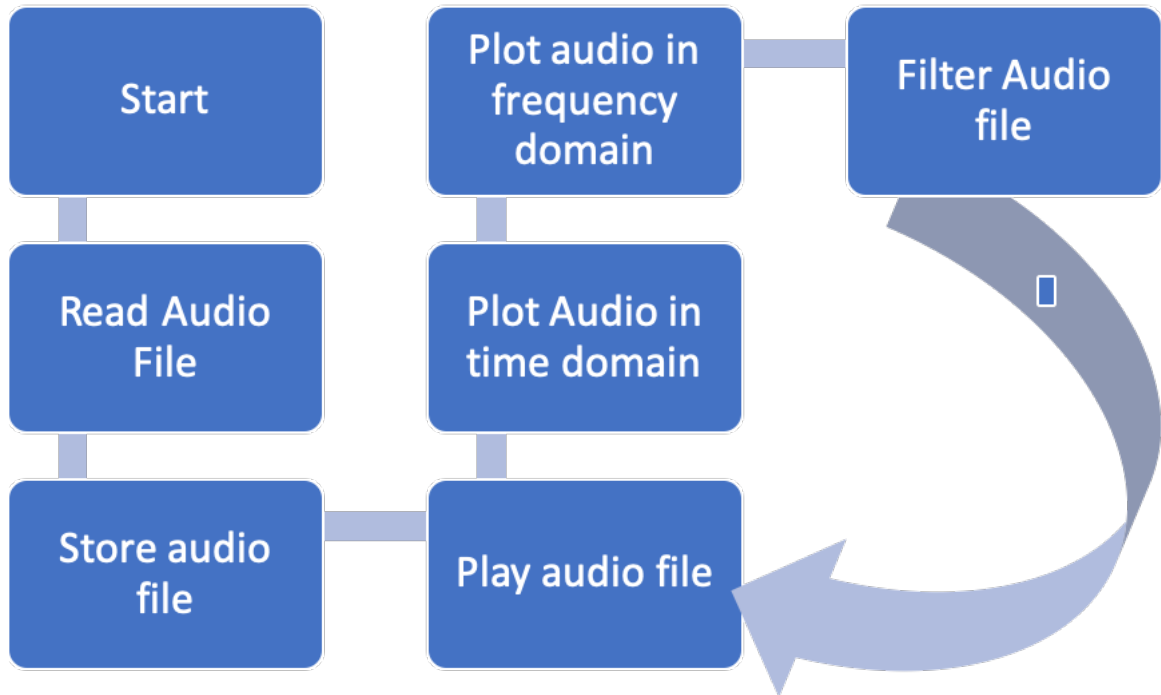 Start
Read Audio
File
Store audio
file
Play audio file
Plot Audio in
time domain
Plot audio in
frequency
domain
Filter Audio
file